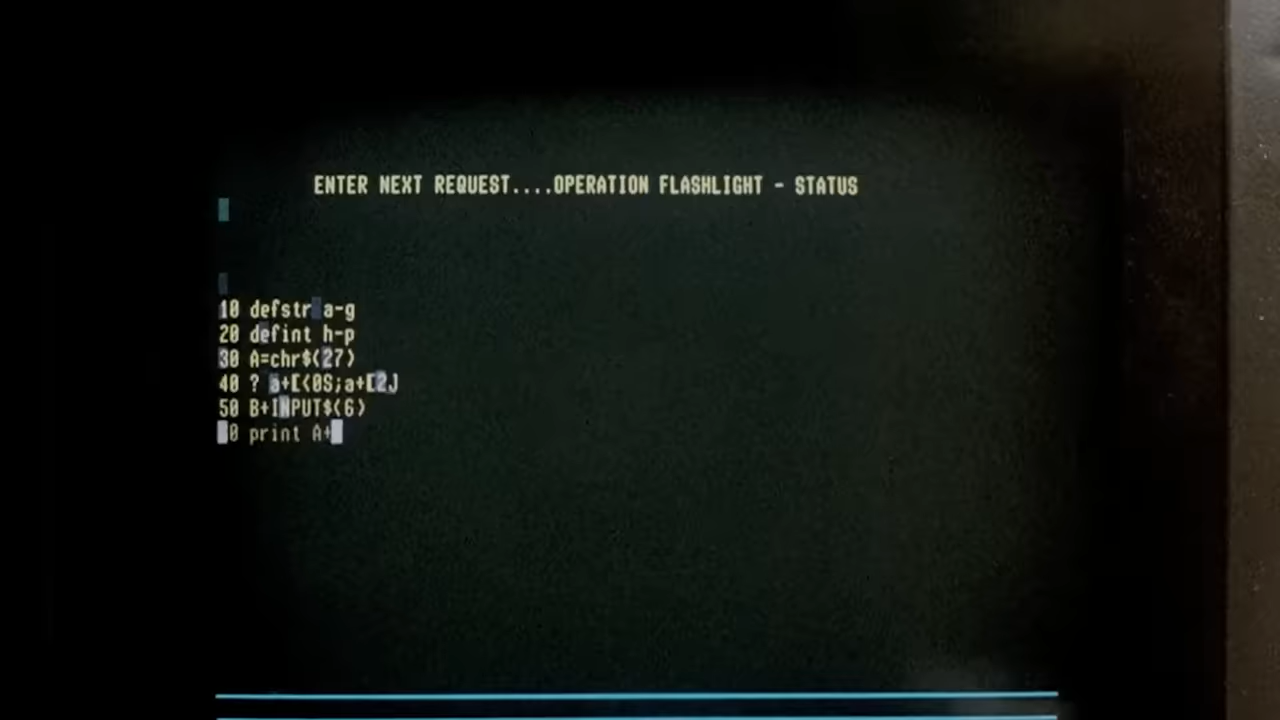 ENTER NEXT REQUEST....OPERATION FLASHLIGHT - STATUS
10 defstr a-g
20 defint h-p
30 A=chr$(27)
40 ? a+[<0S;a+[2J
50 B+INPUT$(6)
0 print A+